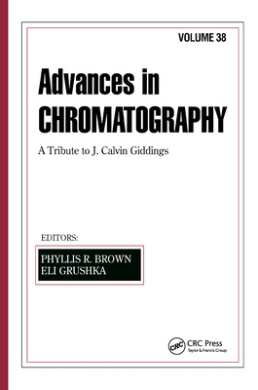 VOLUME 38
Advances in
CHROMATOGRAPHY
A Tribute to J. Calvin Giddings
EDITORS:
PHYLLIS R. BROWN
ELI GRUSHKA
CRC Press
Taylor & Francis Group